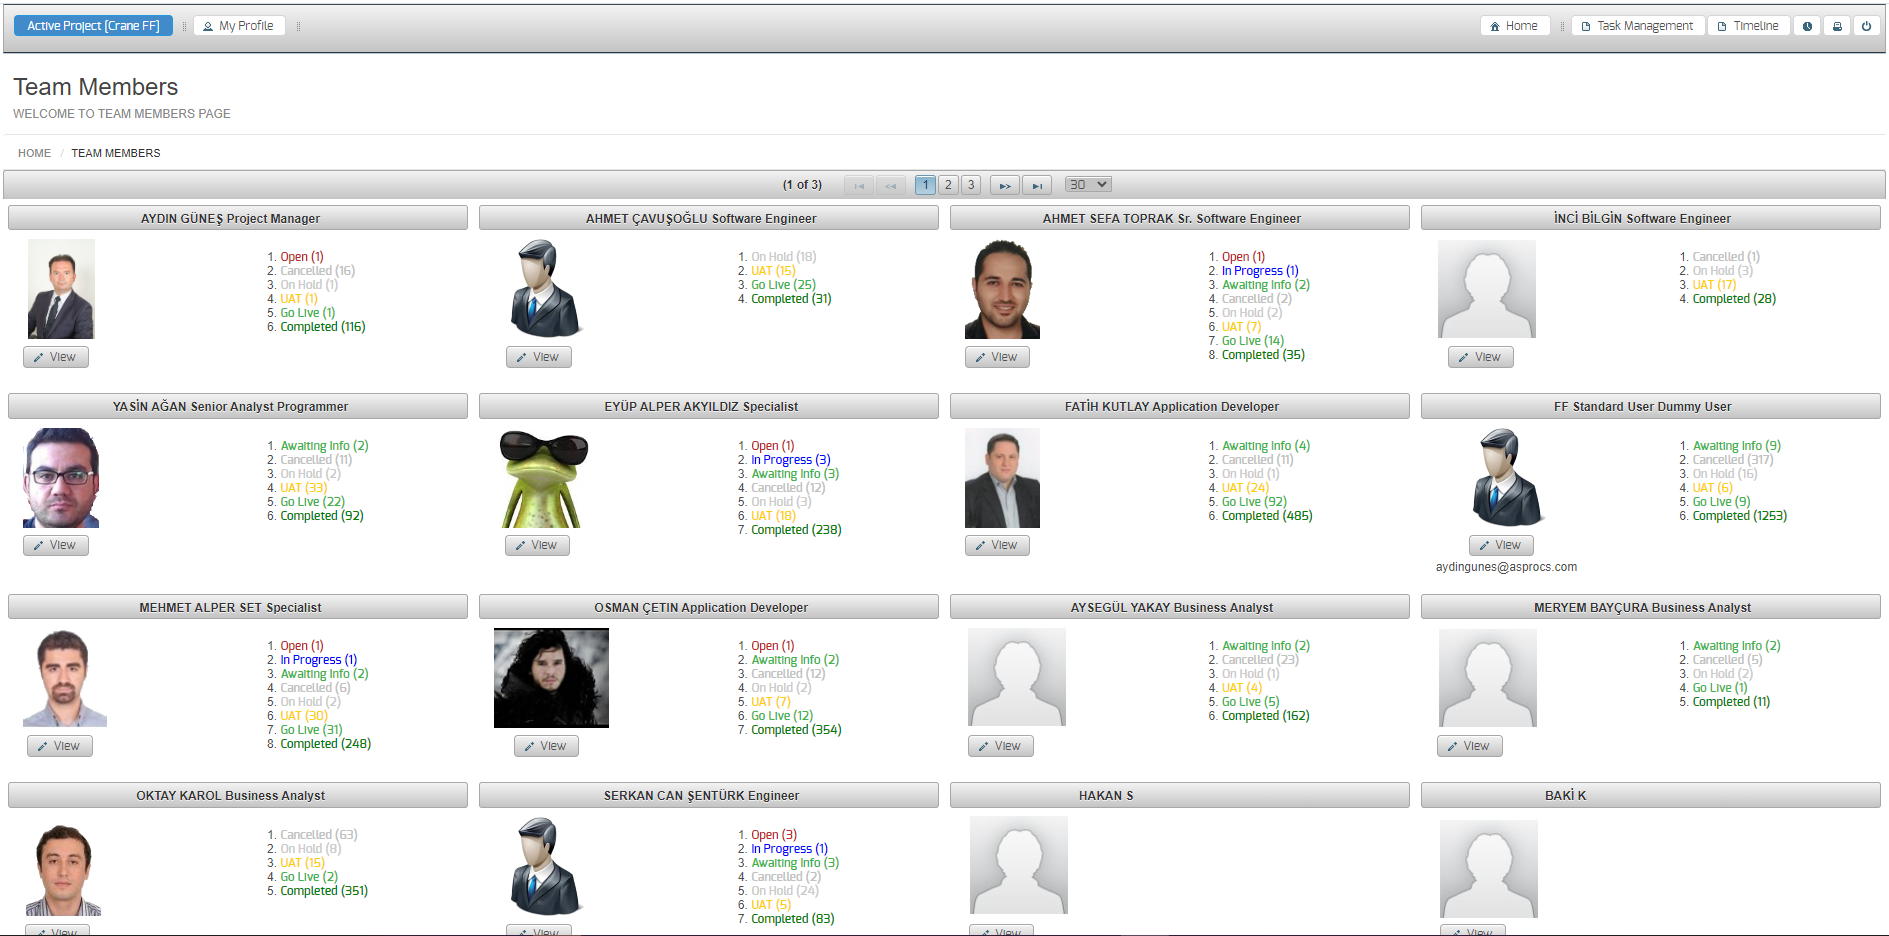 Active Project [Crane FF] My Profile Home Task Management Timeline
Team Members
WELCOME TO TEAM MEMBERS PAGE
HOME / TEAM MEMBERS
(1 of 3) 1 2 3 30
AYDIN GÜNEŞ Project Manager
1. Open (1)
2. Cancelled (16)
3. On Hold (1)
4. UAT (1)
5. Go Live (1)
6. Completed (116)
View
AHMET ÇAVUŞOĞLU Software Engineer
1. On Hold (18)
2. UAT (15)
3. Go Live (25)
4. Completed (31)
View
AHMET SEFA TOPRAK Sr. Software Engineer
1. Open (1)
2. In Progress (1)
3. Awaiting Info (2)
4. Cancelled (2)
5. On Hold (2)
6. UAT (7)
7. Go Live (14)
8. Completed (35)
View
İNCİ BİLGİN Software Engineer
1. Cancelled (1)
2. On Hold (3)
3. UAT (17)
4. Completed (28)
View
YASİN AĞAN Senior Analyst Programmer
1. Awaiting Info (2)
2. Cancelled (11)
3. On Hold (2)
4. UAT (33)
5. Go Live (22)
6. Completed (92)
View
EYÜP ALPER AKYILDIZ Specialist
1. Open (1)
2. In Progress (3)
3. Awaiting Info (3)
4. Cancelled (12)
5. On Hold (3)
6. UAT (18)
7. Completed (238)
View
FATİH KUTLAY Application Developer
1. Awaiting Info (4)
2. Cancelled (11)
3. On Hold (1)
4. UAT (24)
5. Go Live (92)
6. Completed (485)
View
FF Standard User Dummy User
1. Awaiting Info (9)
2. Cancelled (317)
3. On Hold (16)
4. UAT (6)
5. Go Live (9)
6. Completed (1253)
View
aydingunes@asprocs.com
MEHMET ALPER SET Specialist
1. Open (1)
2. In Progress (1)
3. Awaiting Info (2)
4. Cancelled (6)
5. On Hold (2)
6. UAT (30)
7. Go Live (31)
8. Completed (248)
View
OSMAN ÇETIN Application Developer
1. Open (1)
2. Awaiting Info (2)
3. Cancelled (12)
4. On Hold (2)
5. UAT (7)
6. Go Live (12)
7. Completed (354)
View
AYSEGÜL YAKAY Business Analyst
1. Awaiting Info (2)
2. Cancelled (23)
3. On Hold (1)
4. UAT (4)
5. Go Live (5)
6. Completed (162)
View
MERYEM BAYÇURA Business Analyst
1. Awaiting Info (2)
2. Cancelled (5)
3. On Hold (2)
4. Go Live (1)
5. Completed (11)
View
OKTAY KAROL Business Analyst
1. Cancelled (63)
2. On Hold (8)
3. UAT (15)
4. Go Live (2)
5. Completed (351)
View
SERKAN CAN ŞENTÜRK Engineer
1. Open (3)
2. In Progress (1)
3. Awaiting Info (3)
4. Cancelled (2)
5. On Hold (24)
6. UAT (5)
7. Completed (83)
View
HAKAN S
View
BAKİ K
View